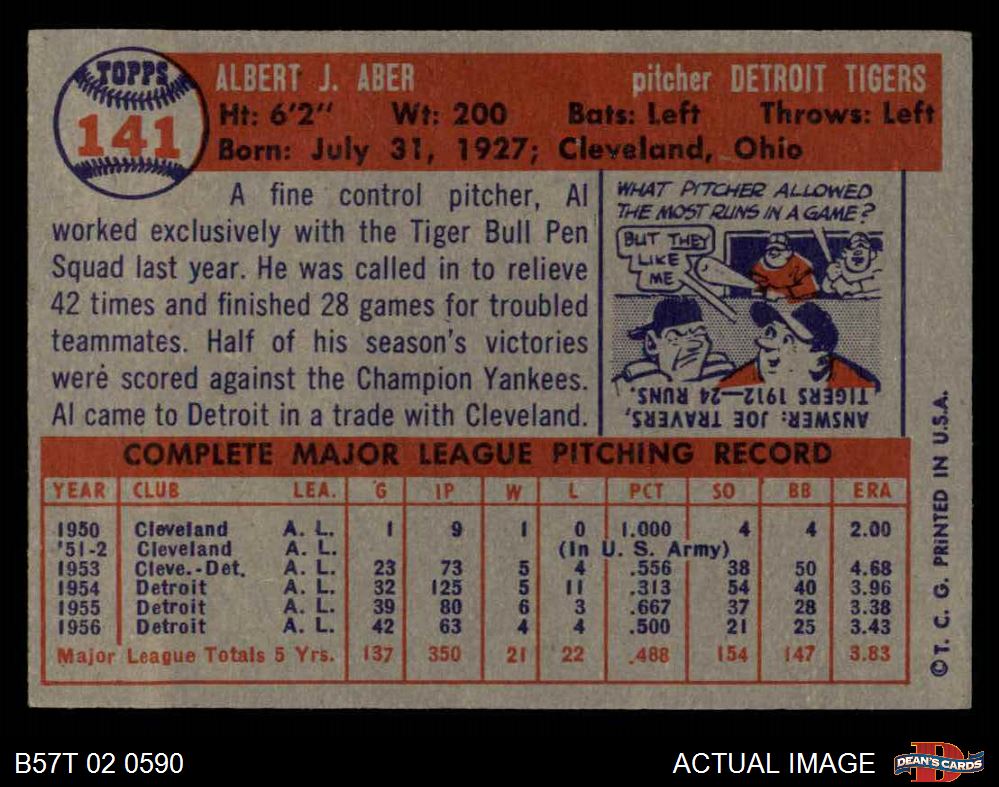 TOPPS
141
ALBERT J. ABER pitcher DETROIT TIGERS
Ht: 6'2" Wt: 200 Bats: Left Throws: Left
Born: July 31, 1927; Cleveland, Ohio
A fine control pitcher, Al
worked exclusively with the Tiger Bull Pen
Squad last year. He was called in to relieve
42 times and finished 28 games for troubled
teammates. Half of his season's victories
were scored against the Champion Yankees.
Al came to Detroit in a trade with Cleveland.
WHAT PITCHER ALLOWED
THE MOST RUNS IN A GAME?
BUT THEY
LIKE
ME
ANSWER: JOE TRAVERS,
TIGERS 1912—24 RUNS.
COMPLETE MAJOR LEAGUE PITCHING RECORD
YEAR CLUB LEA. G IP W L PCT SO BB ERA
1950 Cleveland A. L. 1 9 1 0 1.000 4 4 2.00
'51-2 Cleveland A. L. (In U. S. Army)
1953 Cleve.-Det. A. L. 23 73 5 4 .556 38 50 4.68
1954 Detroit A. L. 32 125 5 11 .313 54 40 3.96
1955 Detroit A. L. 39 80 6 3 .667 37 28 3.38
1956 Detroit A. L. 42 63 4 4 .500 21 25 3.43
Major League Totals 5 Yrs. 137 350 21 22 .488 154 147 3.83
©T. C. G. PRINTED IN U.S.A.
B57T 02 0590
ACTUAL IMAGE
D
DEAN'S CARDS